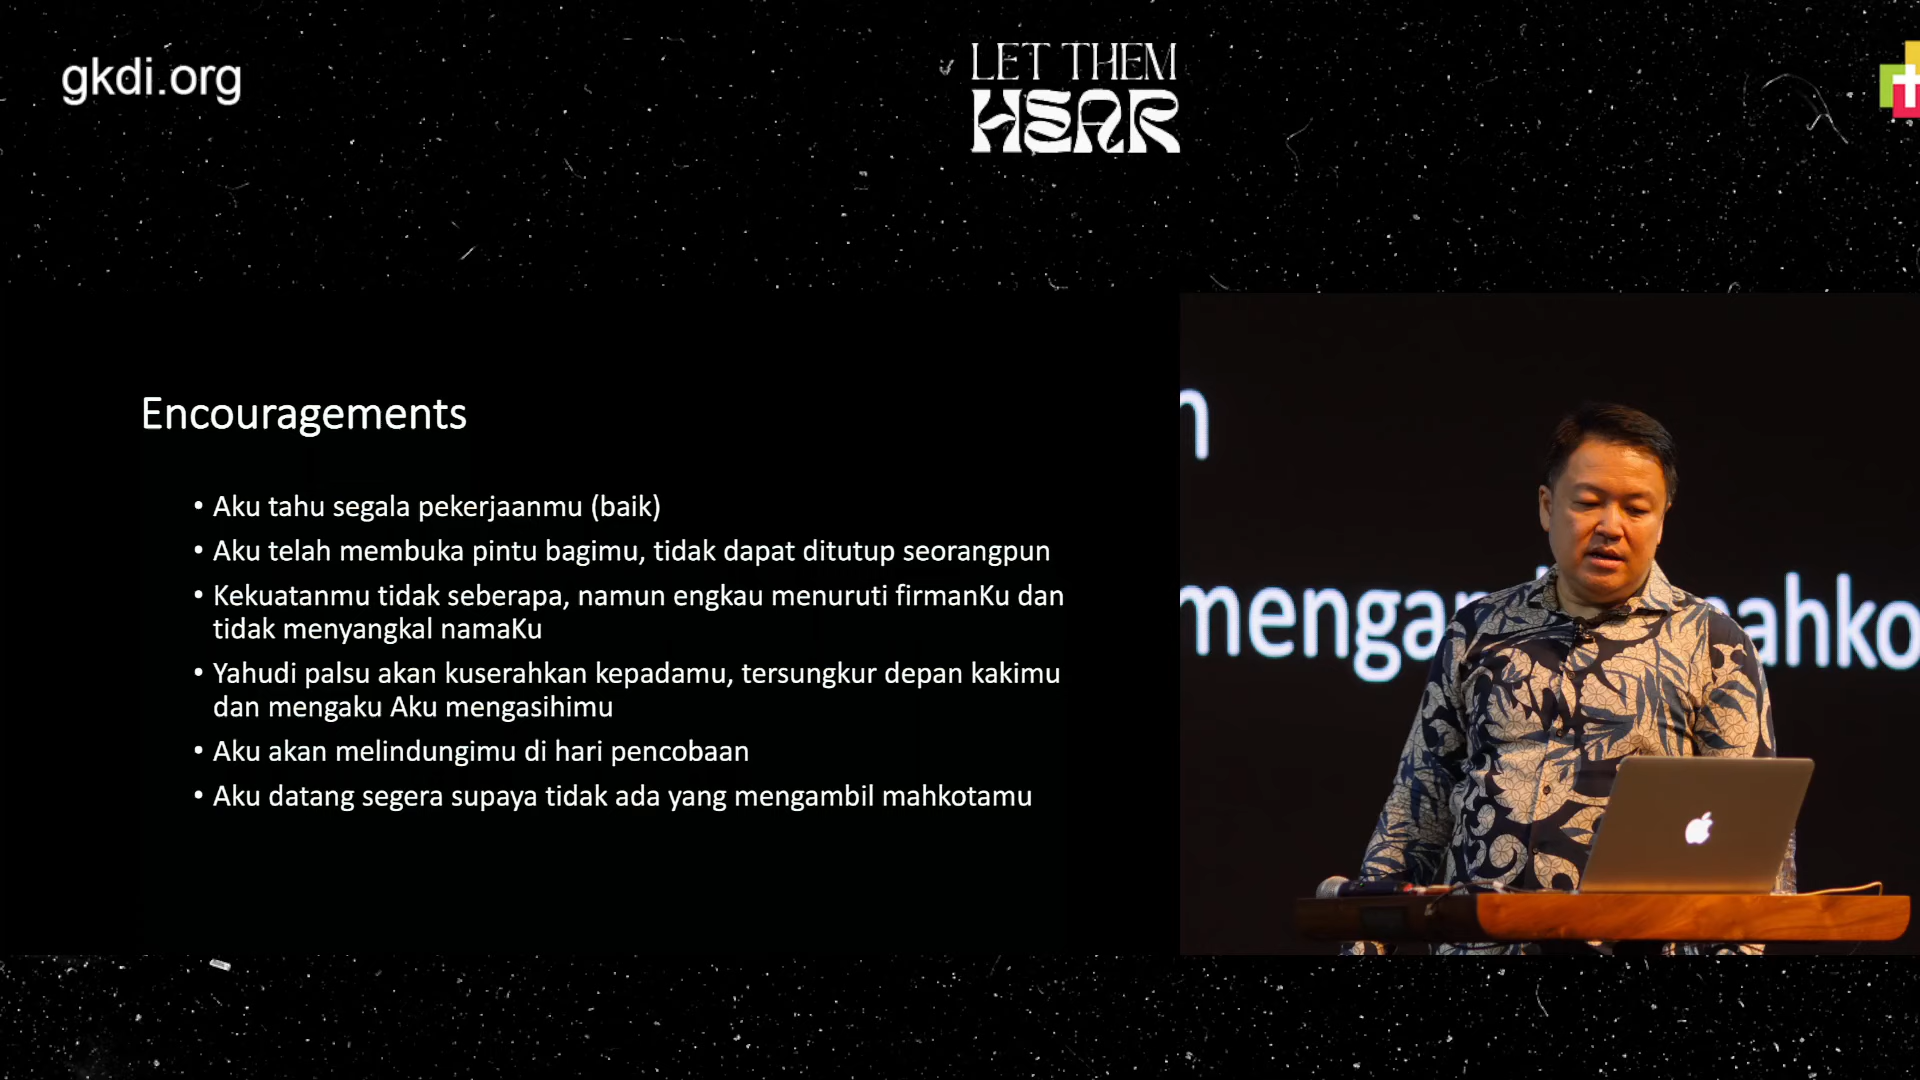 gkdi.org
LET THEM
HEAR
Encouragements
• Aku tahu segala pekerjaanmu (baik)
• Aku telah membuka pintu bagimu, tidak dapat ditutup seorangpun
• Kekuatanmu tidak seberapa, namun engkau menuruti firmanKu dan
tidak menyangkal namaKu
• Yahudi palsu akan kuserahkan kepadamu, tersungkur depan kakimu
dan mengaku Aku mengasihimu
• Aku akan melindungimu di hari pencobaan
• Aku datang segera supaya tidak ada yang mengambil mahkotamu